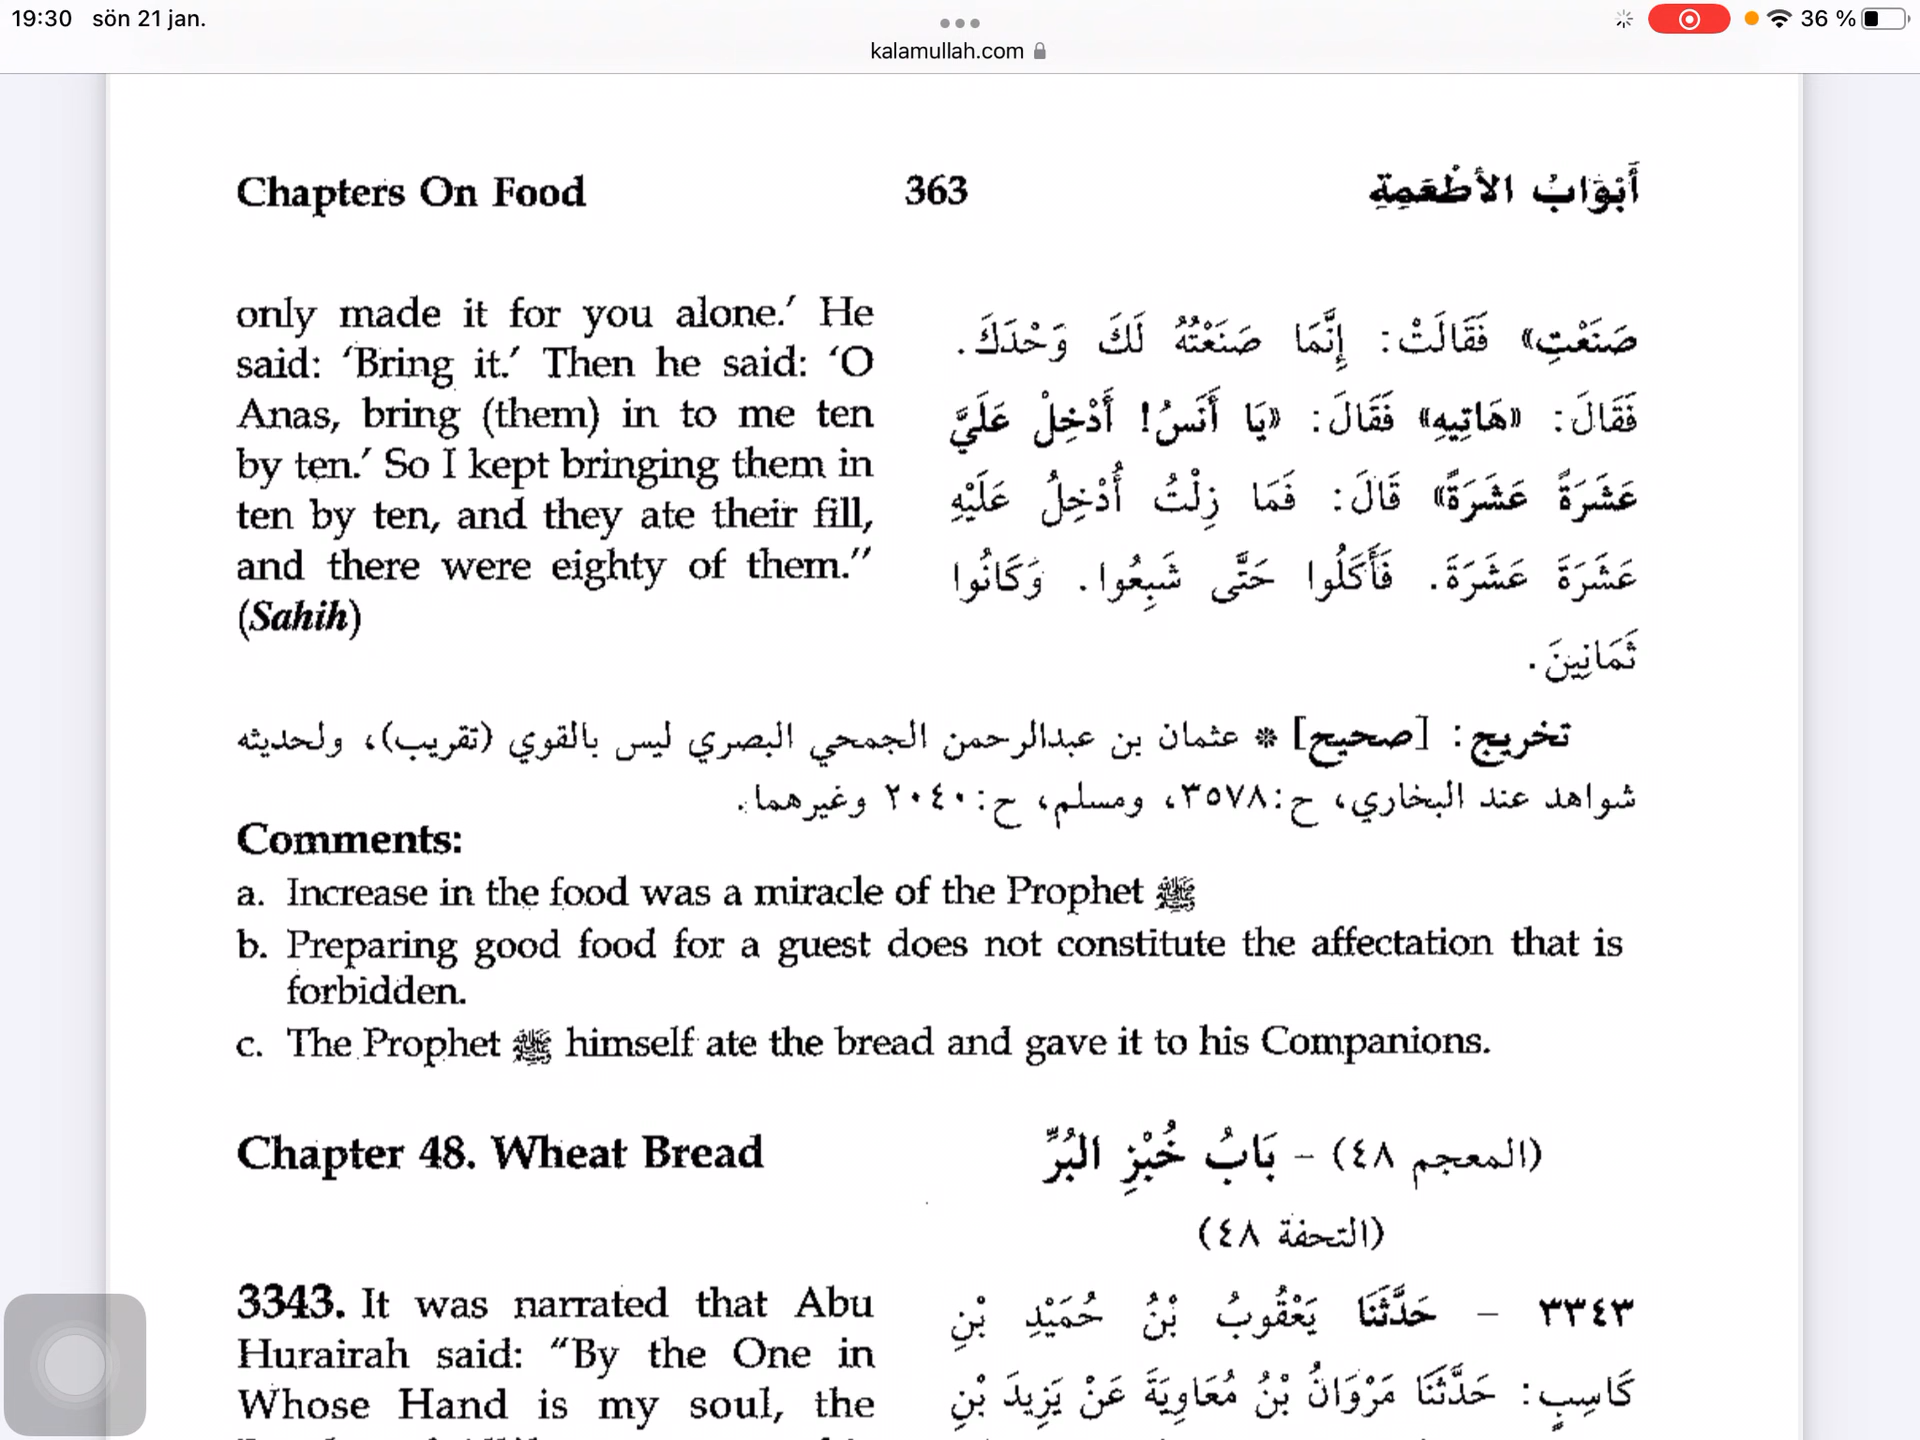 19:30 sön 21 jan.
36 %
kalamullah.com
Chapters On Food 363 أَبْوَابُ الأَطْعَمِةِ
only made it for you alone.’ He
said: ‘Bring it.’ Then he said: ‘O
Anas, bring (them) in to me ten
by ten.’ So I kept bringing them in
ten by ten, and they ate their fill,
and there were eighty of them.”
(Sahih)
صَنَعْتِ» فَقَالَتْ: إِنَّمَا صَنَعْتُهُ لَكَ وَحْدَكَ.
فَقَالَ: «هَاتِيهِ» فَقَالَ: «يَا أَنَسُ! أَدْخِلْ عَلَيَّ
عَشَرَةً عَشَرَةً» قَالَ: فَمَا زِلْتُ أُدْخِلُ عَلَيْهِ
عَشَرَةَ عَشَرَةَ. فَأَكَلُوا حَتَّى شَبِعُوا. وَكَانُوا
ثَمَانِينَ.
تخريج: [صحيح] * عثمان بن عبدالرحمن الجمحي البصري ليس بالقوي (تقريب)، ولحديثه
شواهد عند البخاري، ح:٣٥٧٨، ومسلم، ح:٢٠٤٠ وغيرهما.
Comments:
a. Increase in the food was a miracle of the Prophet ﷺ
b. Preparing good food for a guest does not constitute the affectation that is
forbidden.
c. The Prophet ﷺ himself ate the bread and gave it to his Companions.
Chapter 48. Wheat Bread
(المعجم ٤٨) – بَابُ خُبْزِ البُرِّ
(التحفة ٤٨)
3343. It was narrated that Abu
Hurairah said: “By the One in
Whose Hand is my soul, the
٣٣٤٣ – حَدَّثَنَا يَعْقُوبُ بْنُ حُمَيْدِ بْنِ
كَاسِبٍ: حَدَّثَنَا مَرْوَانُ بْنُ مُعَاوِيَةَ عَنْ يَزِيدَ بْنِ